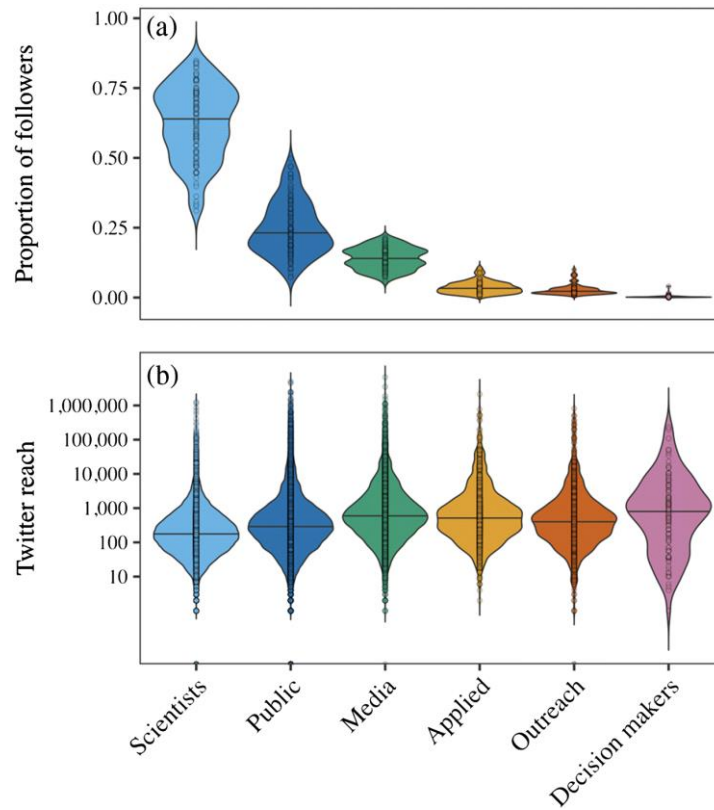 (a)
1.00
0.75
0.50
0.25
0.00
Proportion of followers
(b)
1,000,000
100,000
10,000
1,000
100
10
Twitter reach
Scientists
Public
Media
Applied
Outreach
Decision makers